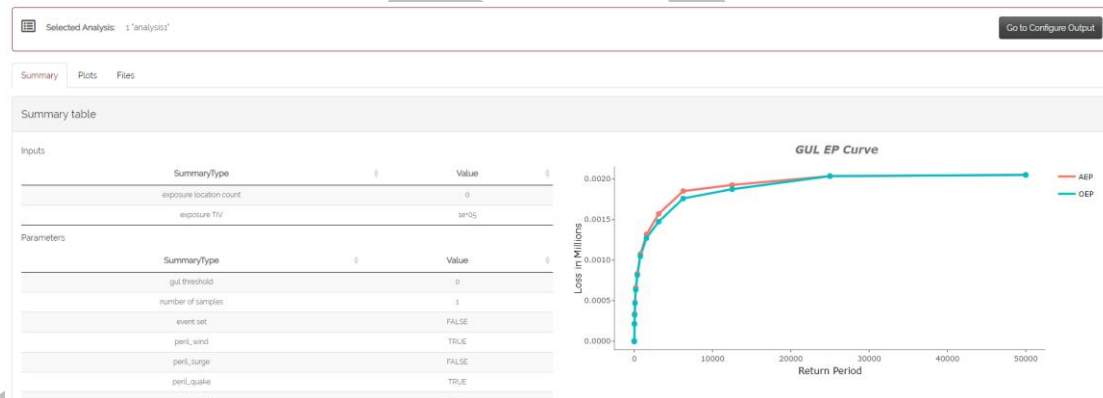 Selected Analysis: 1 "analysis1"
Go to Configure Output
Summary Plots Files
Summary table
Inputs
SummaryType Value
exposure location count 0
exposure TIV 1e+05
Parameters
SummaryType Value
gul threshold 0
number of samples 1
event set FALSE
peril_wind TRUE
peril_surge FALSE
peril_quake TRUE
GUL EP Curve
Loss in Millions
0.0020
0.0015
0.0010
0.0005
0.0000
0 10000 20000 30000 40000 50000
Return Period
AEP
OEP